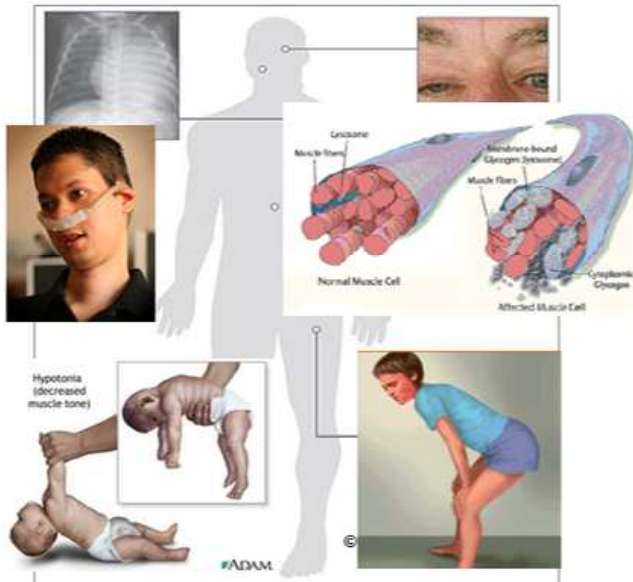 Lysosome
Muscle fibers
Membrane-bound
Glycogen (lysosomal)
Muscle Fibers
Cytoplasmic
Glycogen
Normal Muscle Cell
Affected Muscle Cell
Hypotonia
(decreased
muscle tone)
©
ADAM